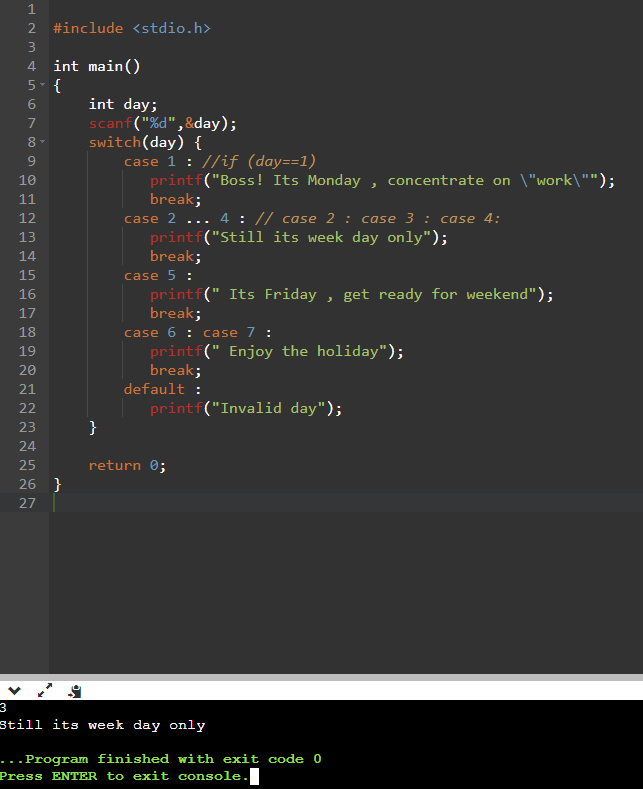 1
2 #include <stdio.h>
3
4 int main()
5 {
6 int day;
7 scanf("%d",&day);
8 switch(day) {
9 case 1 : //if (day==1)
10 printf("Boss! Its Monday , concentrate on \"work\"");
11 break;
12 case 2 ... 4 : // case 2 : case 3 : case 4:
13 printf("Still its week day only");
14 break;
15 case 5 :
16 printf(" Its Friday , get ready for weekend");
17 break;
18 case 6 : case 7 :
19 printf(" Enjoy the holiday");
20 break;
21 default :
22 printf("Invalid day");
23 }
24
25 return 0;
26 }
27
3
Still its week day only
...Program finished with exit code 0
Press ENTER to exit console.